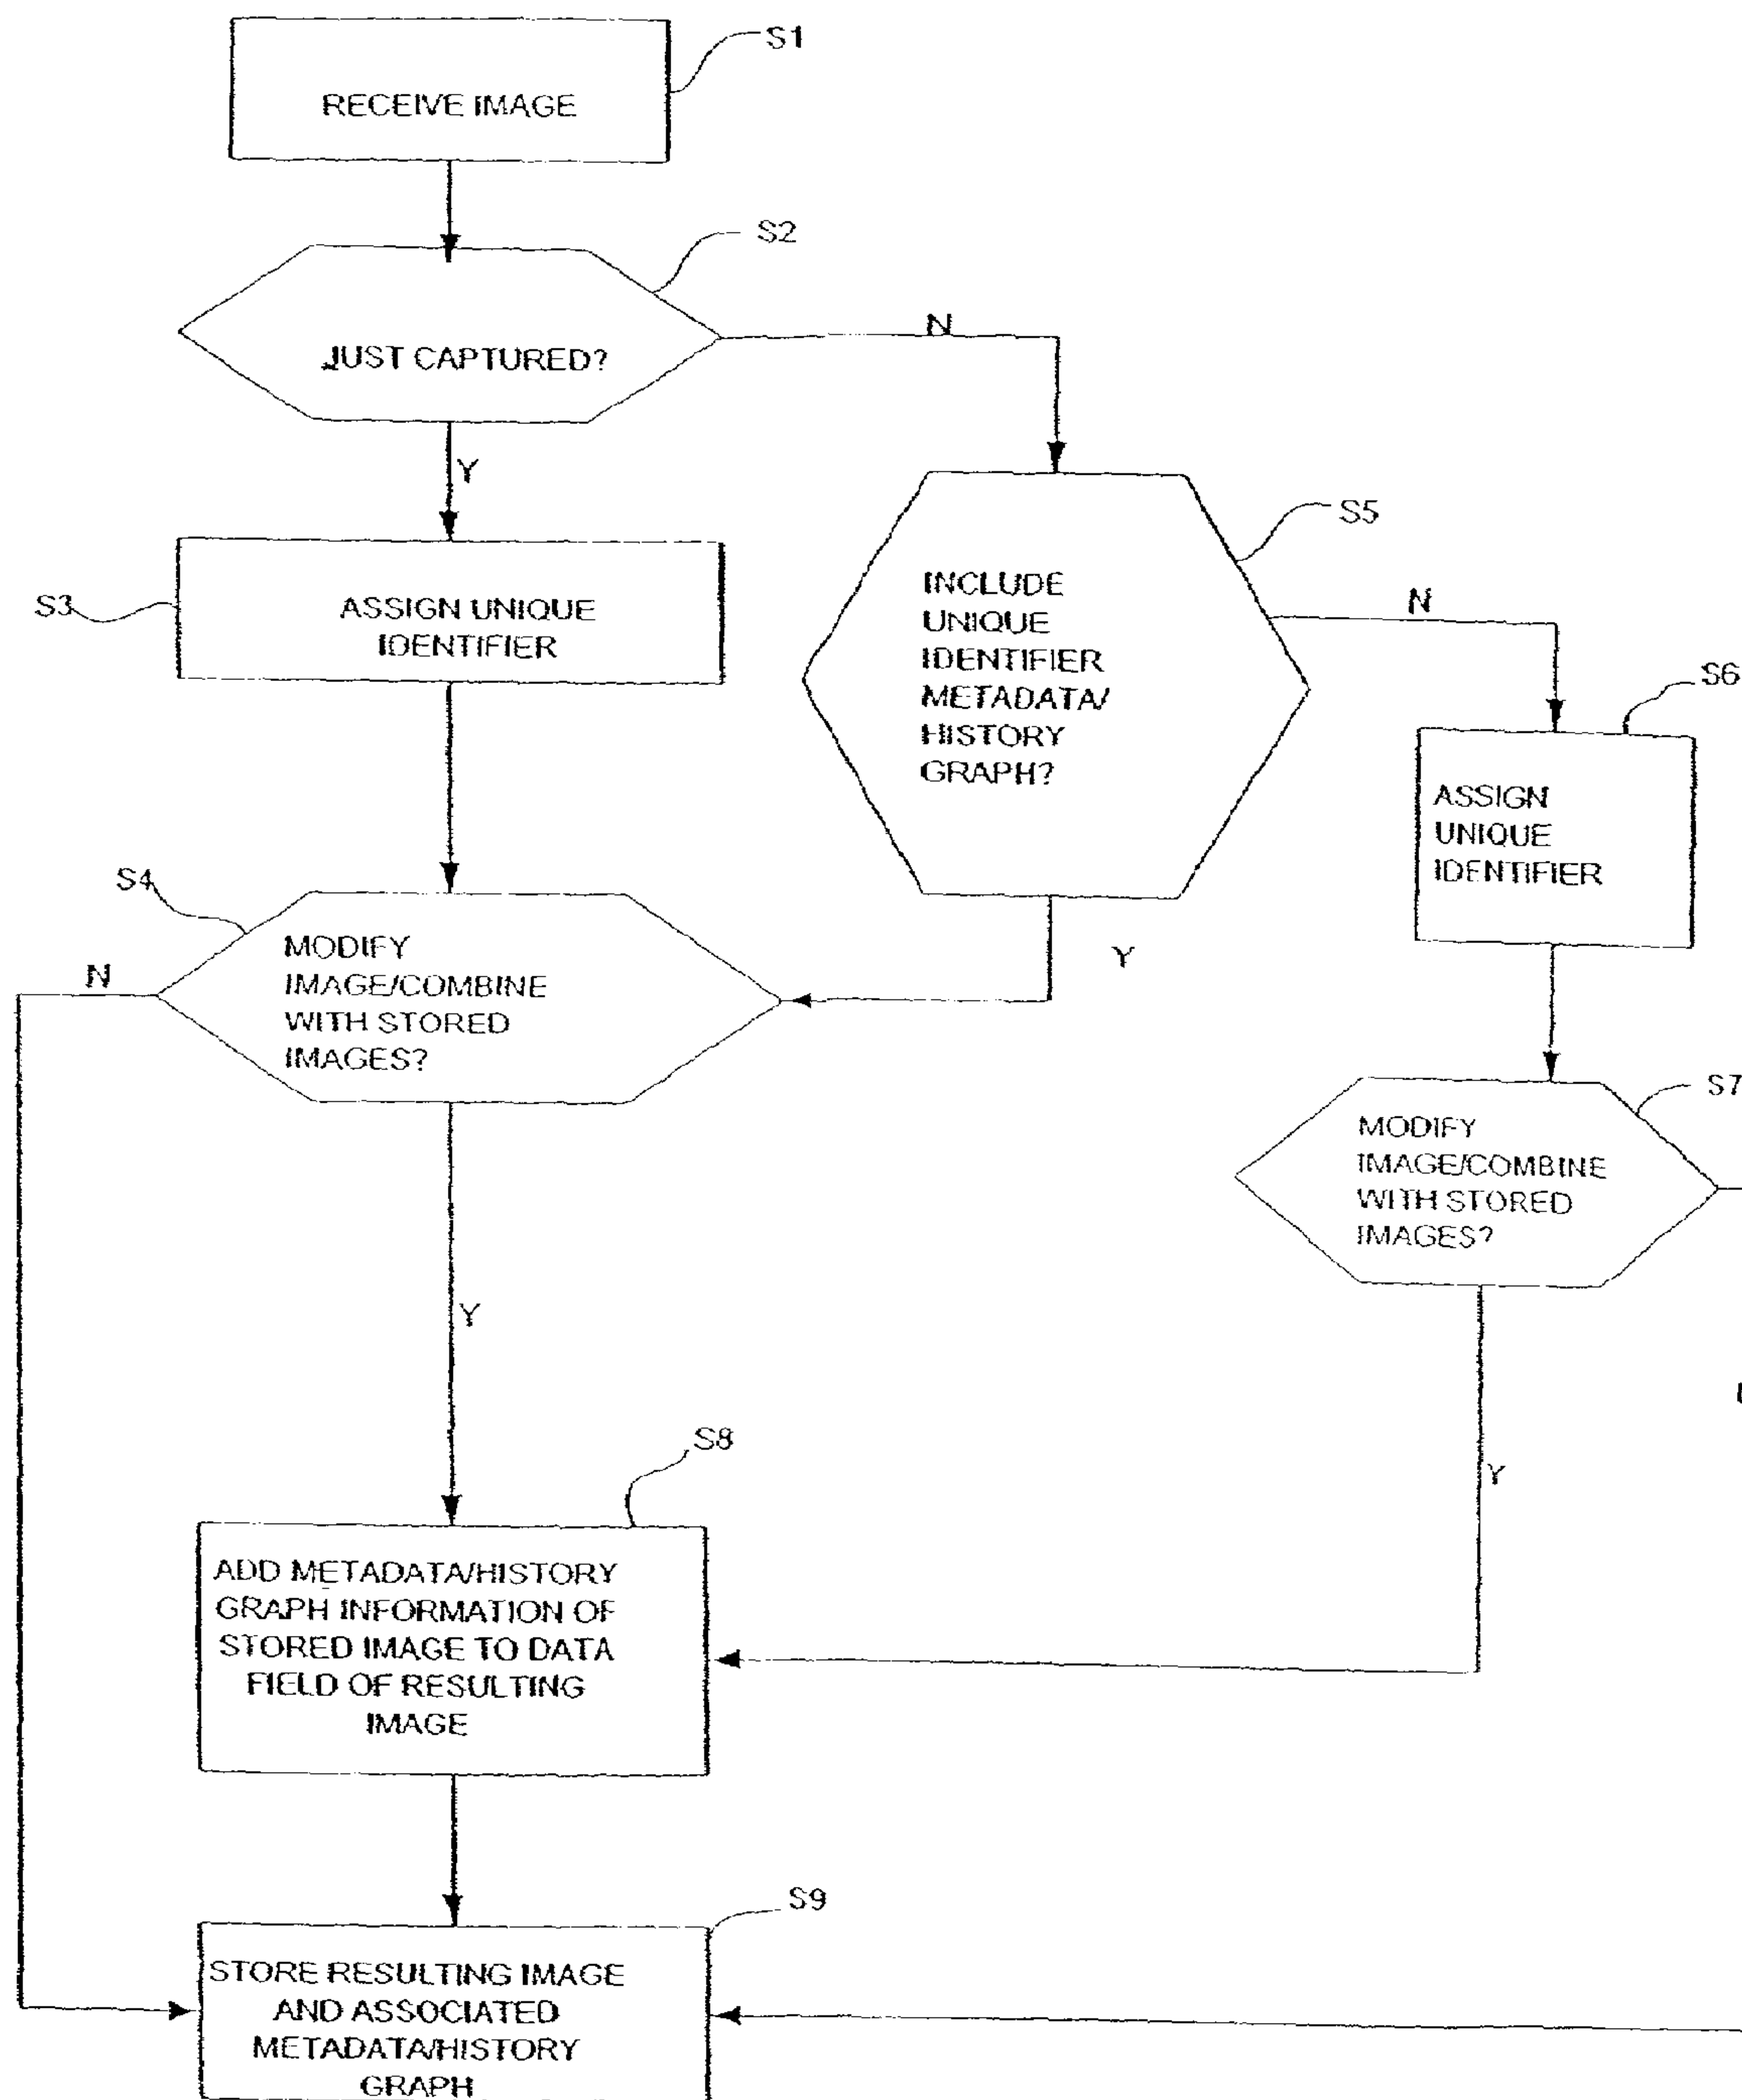 S1
RECEIVE IMAGE
S2
JUST CAPTURED?
N
Y
S3
ASSIGN UNIQUE
IDENTIFIER
S5
INCLUDE
UNIQUE
IDENTIFIER
METADATA/
HISTORY
GRAPH?
N
Y
S6
ASSIGN
UNIQUE
IDENTIFIER
S4
MODIFY
IMAGE/COMBINE
WITH STORED
IMAGES?
N
Y
S7
MODIFY
IMAGE/COMBINE
WITH STORED
IMAGES?
Y
S8
ADD METADATA/HISTORY
GRAPH INFORMATION OF
STORED IMAGE TO DATA
FIELD OF RESULTING
IMAGE
S9
STORE RESULTING IMAGE
AND ASSOCIATED
METADATA/HISTORY
GRAPH